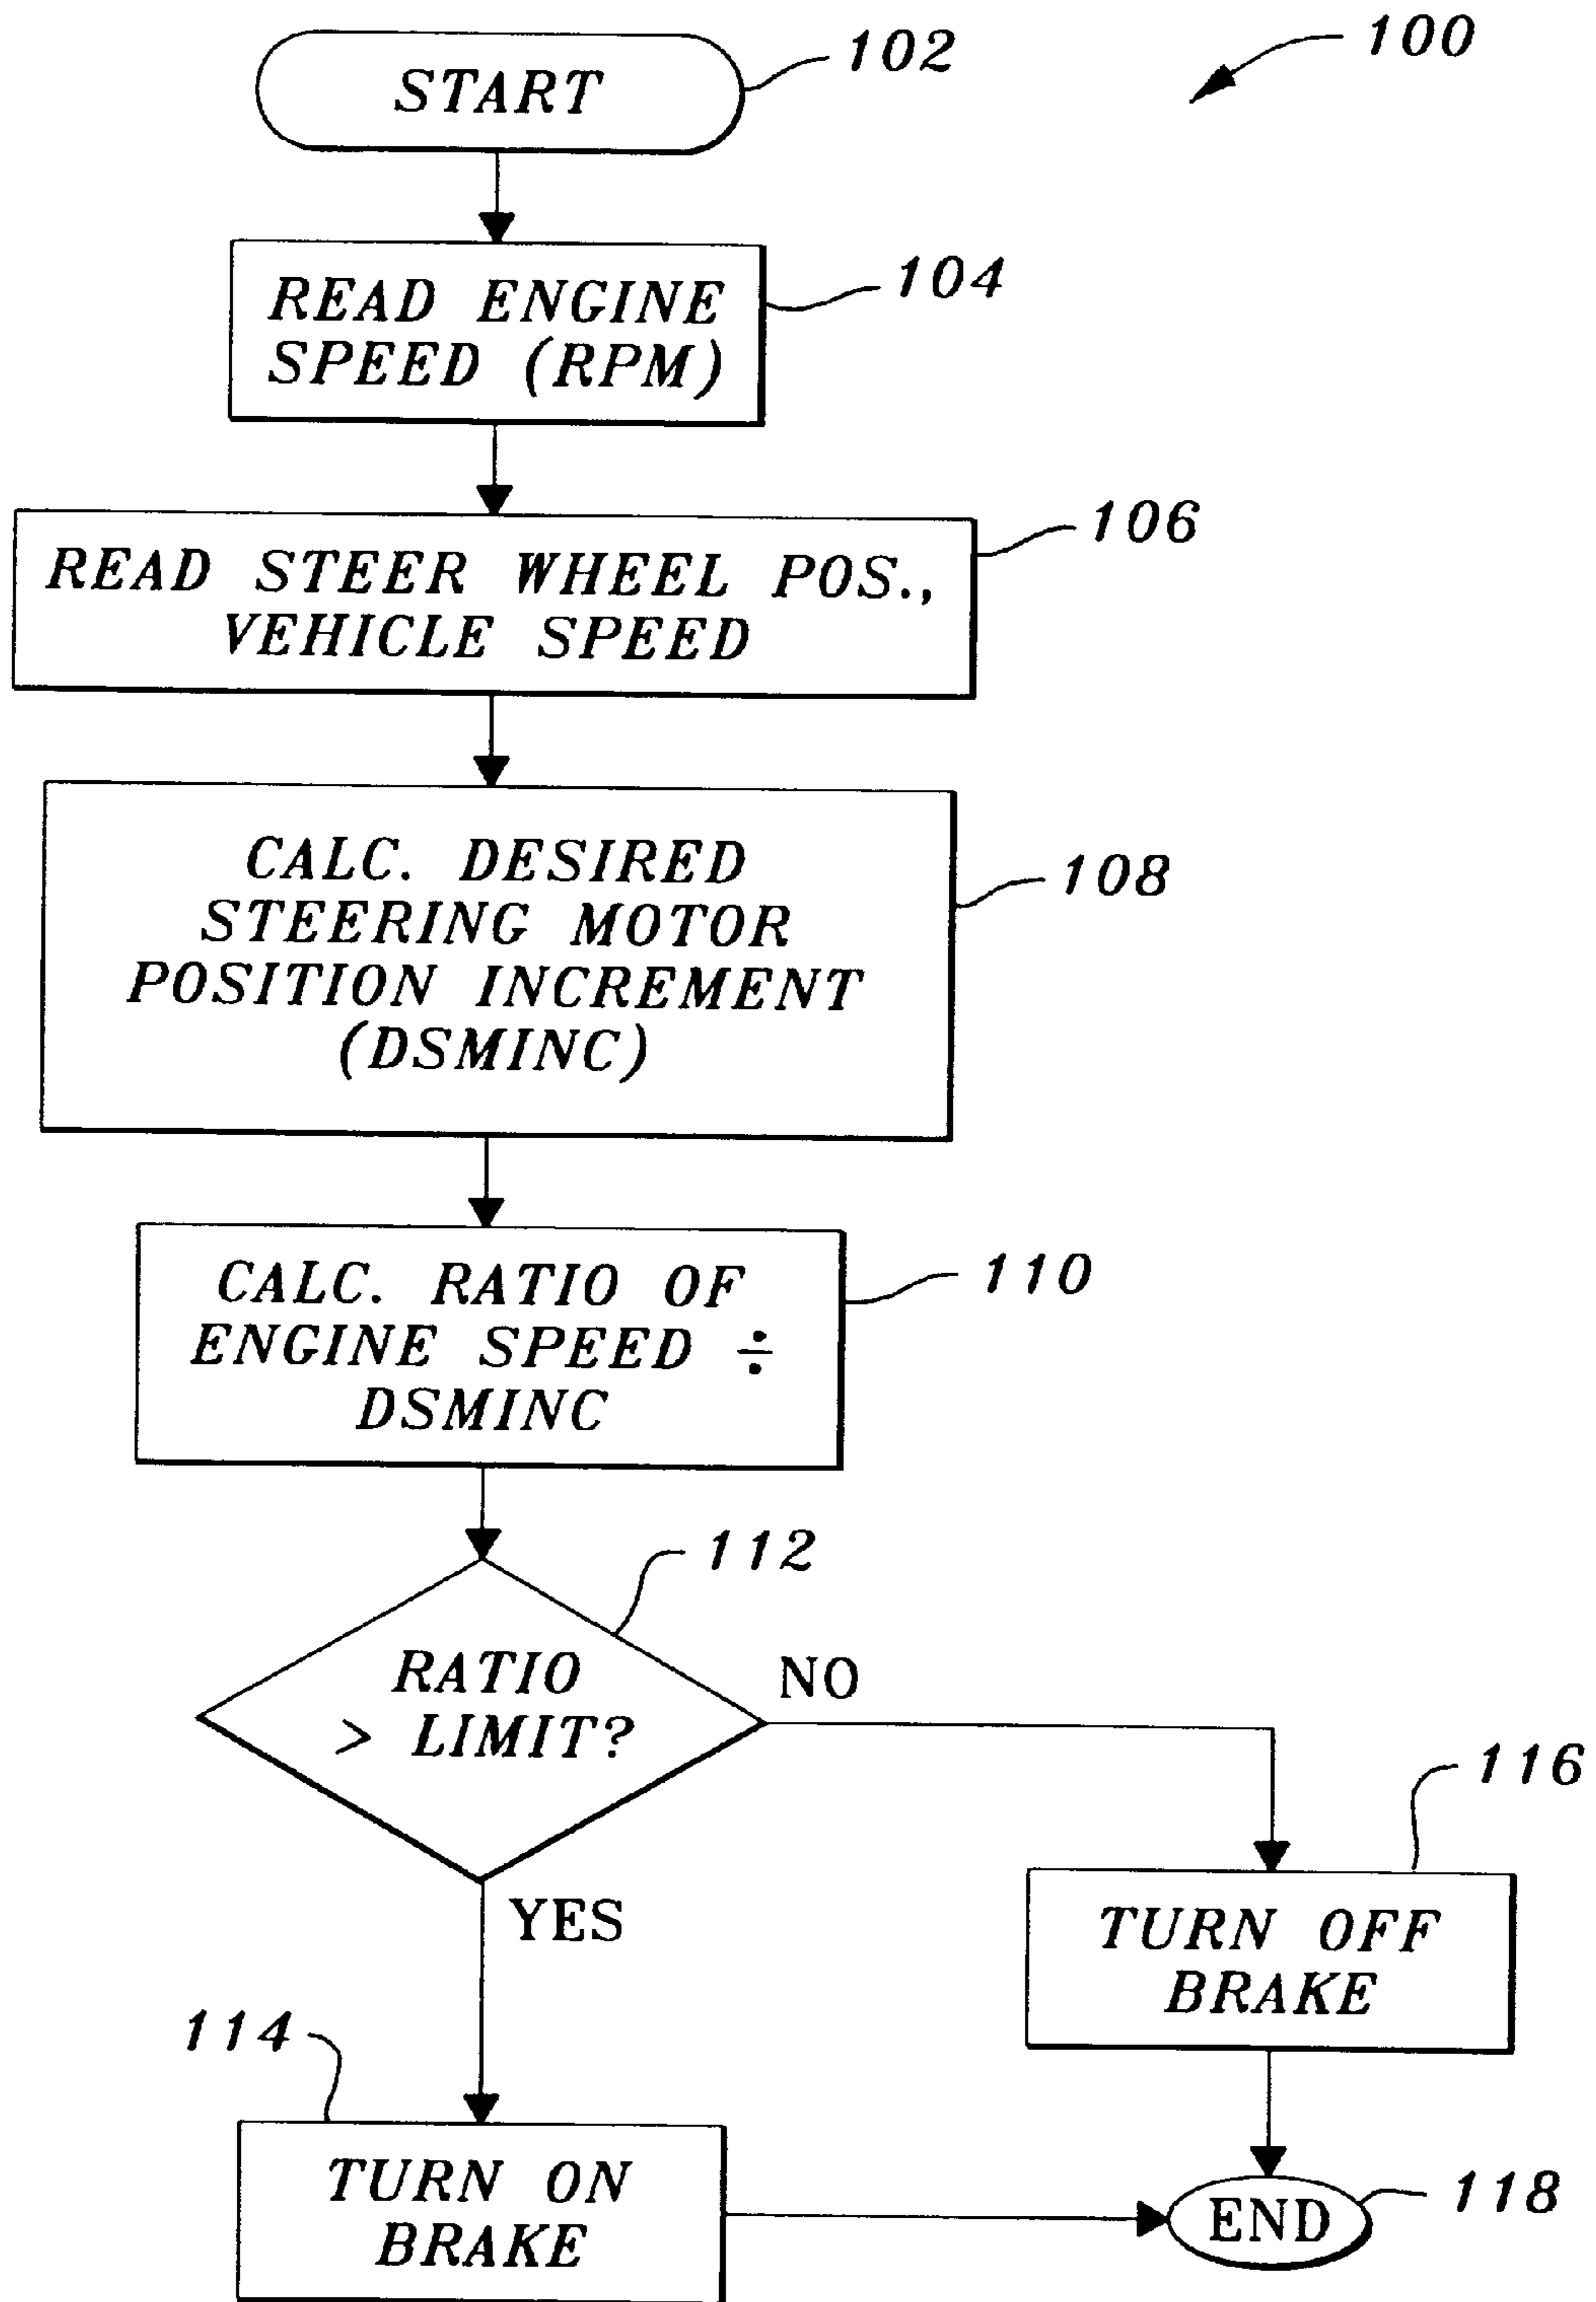 100
START
102
READ ENGINE
SPEED (RPM)
104
READ STEER WHEEL POS.,
VEHICLE SPEED
106
CALC. DESIRED
STEERING MOTOR
POSITION INCREMENT
(DSMINC)
108
CALC. RATIO OF
ENGINE SPEED ÷
DSMINC
110
112
RATIO
> LIMIT?
NO
YES
116
TURN OFF
BRAKE
114
TURN ON
BRAKE
END
118